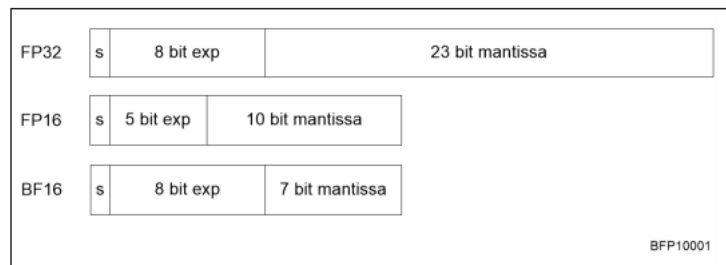 FP32 s 8 bit exp 23 bit mantissa
FP16 s 5 bit exp 10 bit mantissa
BF16 s 8 bit exp 7 bit mantissa
BFP10001